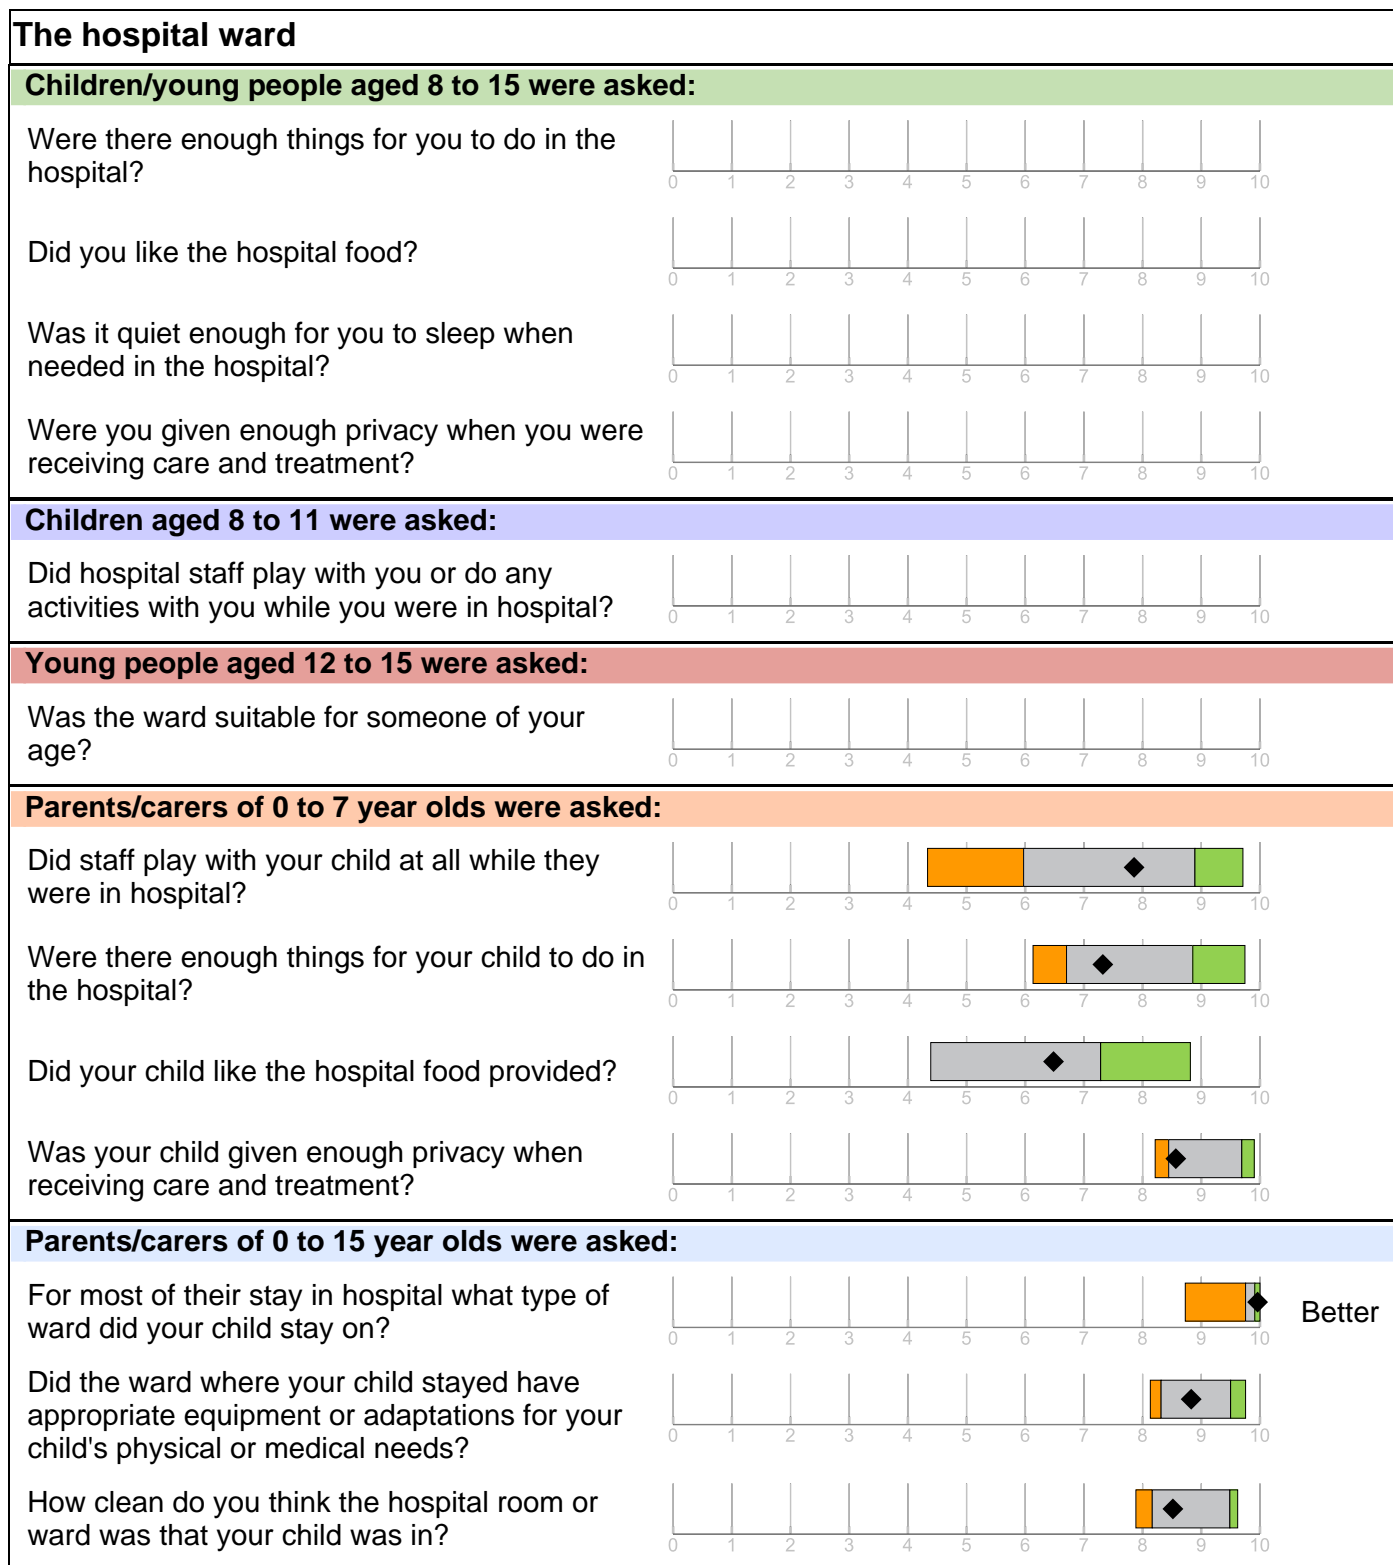 The hospital ward
Children/young people aged 8 to 15 were asked:
Were there enough things for you to do in the
hospital?
0 1 2 3 4 5 6 7 8 9 10
Did you like the hospital food?
0 1 2 3 4 5 6 7 8 9 10
Was it quiet enough for you to sleep when
needed in the hospital?
0 1 2 3 4 5 6 7 8 9 10
Were you given enough privacy when you were
receiving care and treatment?
0 1 2 3 4 5 6 7 8 9 10
Children aged 8 to 11 were asked:
Did hospital staff play with you or do any
activities with you while you were in hospital?
0 1 2 3 4 5 6 7 8 9 10
Young people aged 12 to 15 were asked:
Was the ward suitable for someone of your
age?
0 1 2 3 4 5 6 7 8 9 10
Parents/carers of 0 to 7 year olds were asked:
Did staff play with your child at all while they
were in hospital?
0 1 2 3 4 5 6 7 8 9 10
Were there enough things for your child to do in
the hospital?
0 1 2 3 4 5 6 7 8 9 10
Did your child like the hospital food provided?
0 1 2 3 4 5 6 7 8 9 10
Was your child given enough privacy when
receiving care and treatment?
0 1 2 3 4 5 6 7 8 9 10
Parents/carers of 0 to 15 year olds were asked:
For most of their stay in hospital what type of
ward did your child stay on?
0 1 2 3 4 5 6 7 8 9 10
Better
Did the ward where your child stayed have
appropriate equipment or adaptations for your
child's physical or medical needs?
0 1 2 3 4 5 6 7 8 9 10
How clean do you think the hospital room or
ward was that your child was in?
0 1 2 3 4 5 6 7 8 9 10